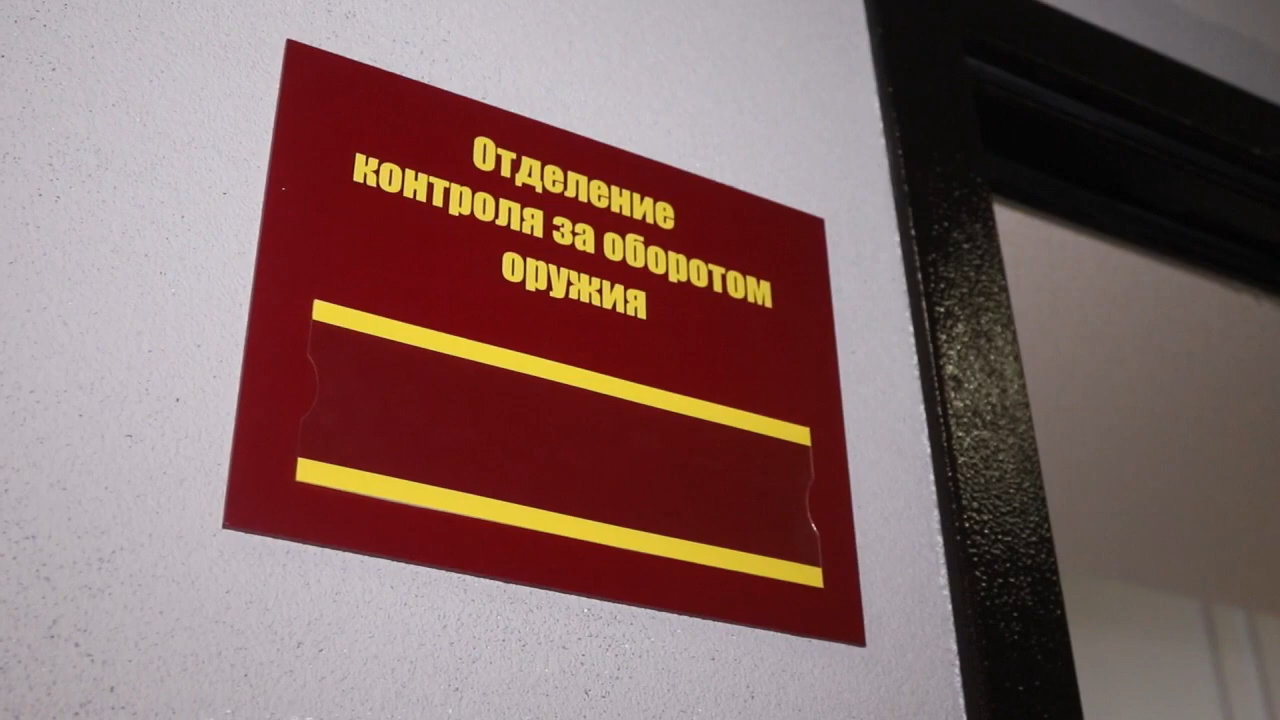 Отделение
контроля за оборотом
оружия